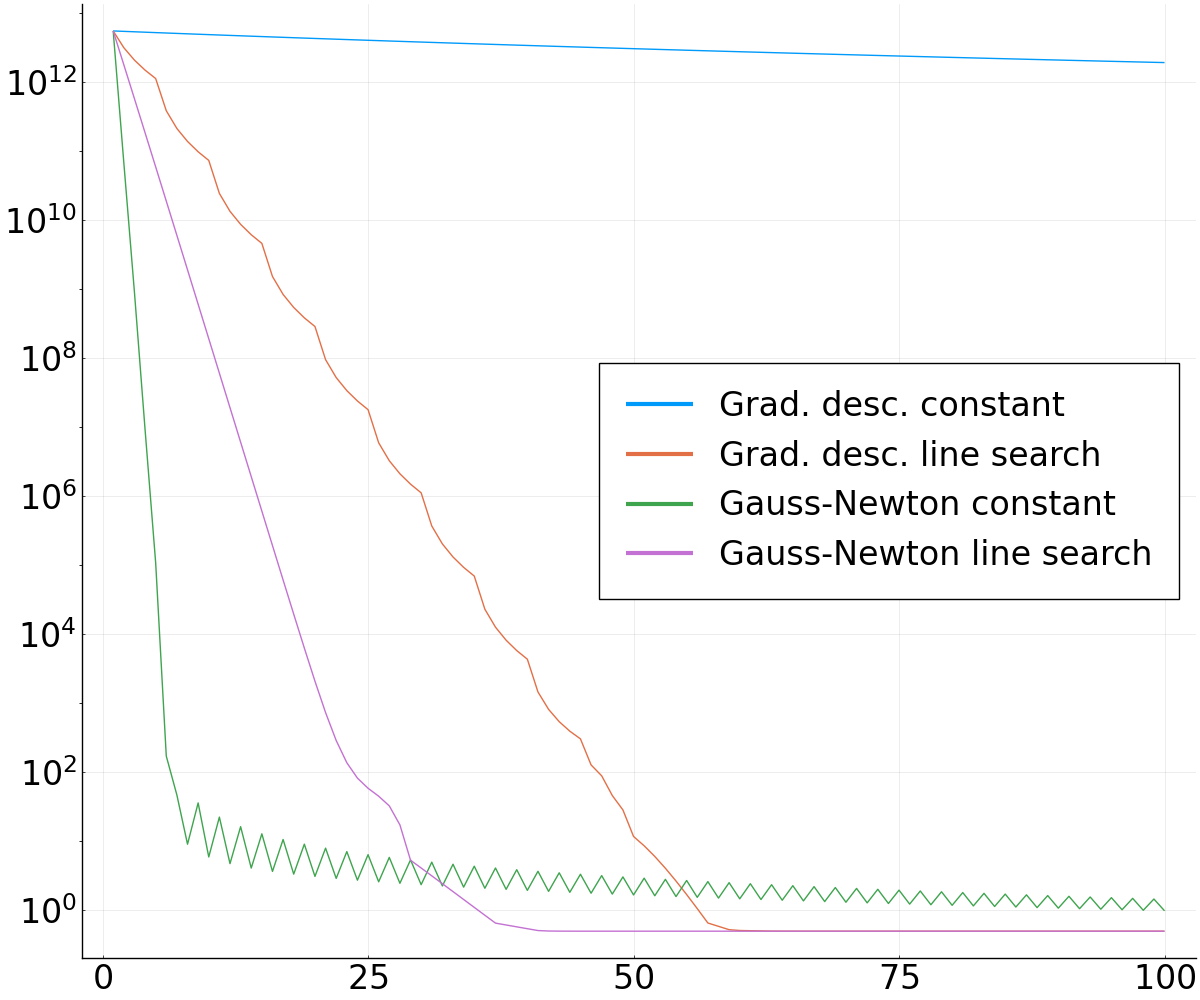 10^12
10^10
10^8
10^6
10^4
10^2
10^0
Grad. desc. constant
Grad. desc. line search
Gauss-Newton constant
Gauss-Newton line search
0 25 50 75 100